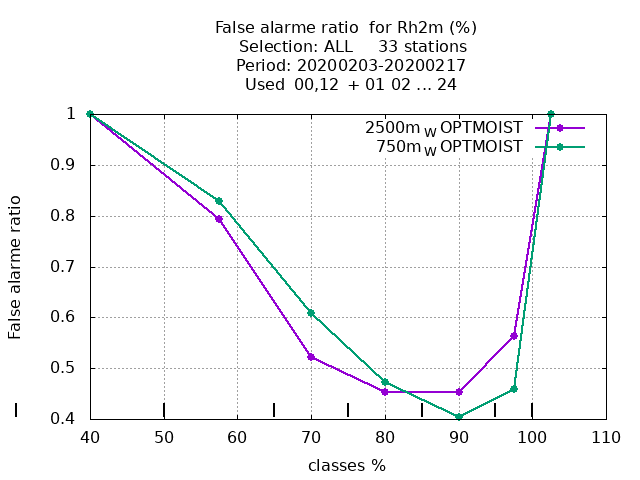 False alarme ratio  for Rh2m (%)
Selection: ALL     33 stations
Period: 20200203-20200217
Used  00,12  + 01 02 ... 24
2500m W OPTMOIST
750m W OPTMOIST
1
0.9
0.8
0.7
0.6
0.5
0.4
False alarme ratio
40 50 60 70 80 90 100 110
classes %